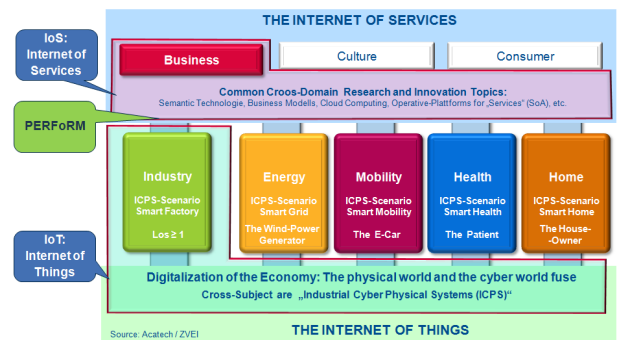 THE INTERNET OF SERVICES
IoS:
Internet of
Services
Business
Culture
Consumer
Common Croos-Domain Research and Innovation Topics:
Semantic Technologie, Business Modells, Cloud Computing, Operative-Plattforms for „Services“ (SoA), etc.
PERFoRM
Industry
ICPS-Scenario
Smart Factory
Los ≥ 1
Energy
ICPS-Scenario
Smart Grid
The Wind-Power
Generator
Mobility
ICPS-Scenario
Smart Mobility
The E-Car
Health
ICPS-Scenario
Smart Health
The Patient
Home
ICPS-Scenario
Smart Home
The House-
-Owner
IoT:
Internet of
Things
Digitalization of the Economy: The physical world and the cyber world fuse
Cross-Subject are „Industrial Cyber Physical Systems (ICPS)“
Source: Acatech / ZVEI
THE INTERNET OF THINGS